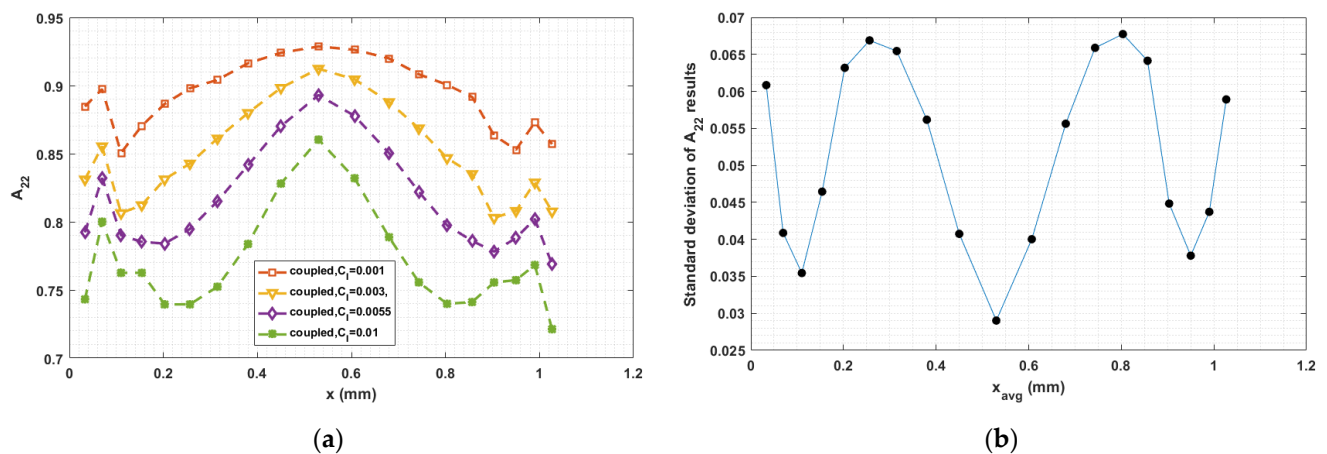 0.95
0.9
0.85
0.8
0.75
0.7
A22
0 0.2 0.4 0.6 0.8 1 1.2
x (mm)
coupled,CI=0.001
coupled,CI=0.003,
coupled,CI=0.0055
coupled,CI=0.01
(a)
0.07
0.065
0.06
0.055
0.05
0.045
0.04
0.035
0.03
0.025
Standard deviation of A22 results
0 0.2 0.4 0.6 0.8 1 1.2
xavg (mm)
(b)